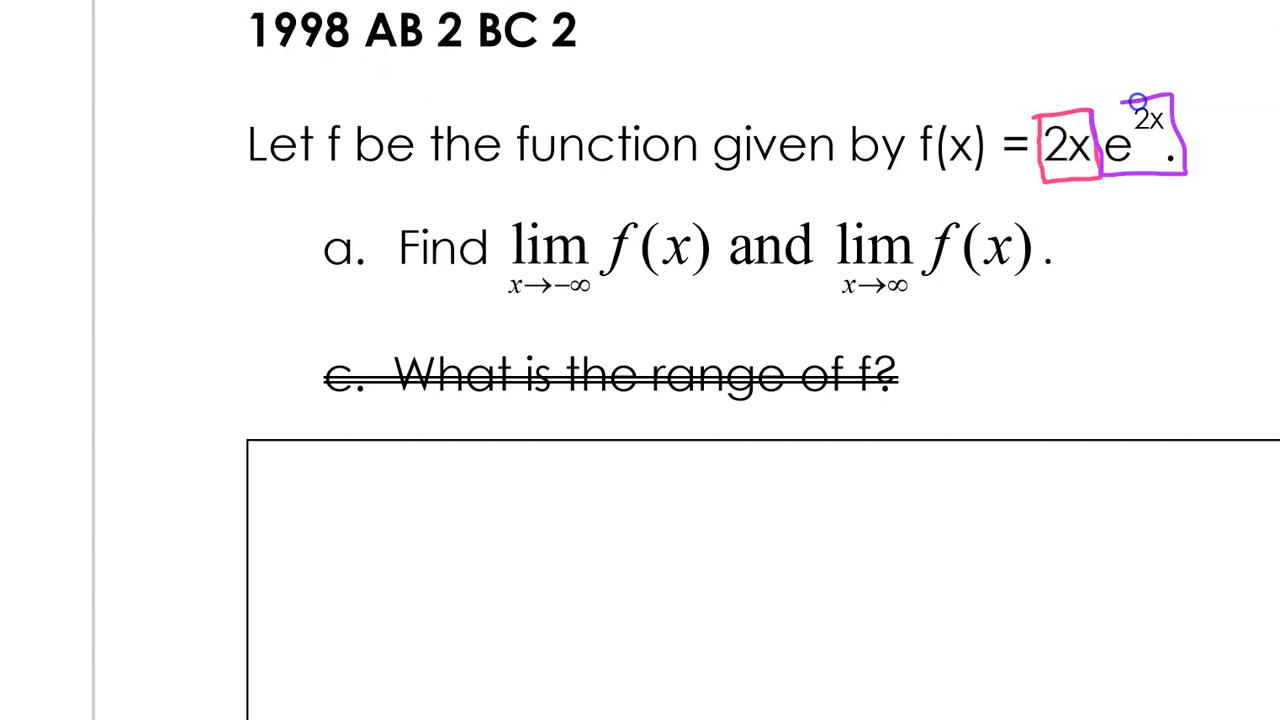 1998 AB 2 BC 2
Let f be the function given by f(x) = 2x e^{2x}.
a. Find lim_{x→-∞} f(x) and lim_{x→∞} f(x).
c. What is the range of f?